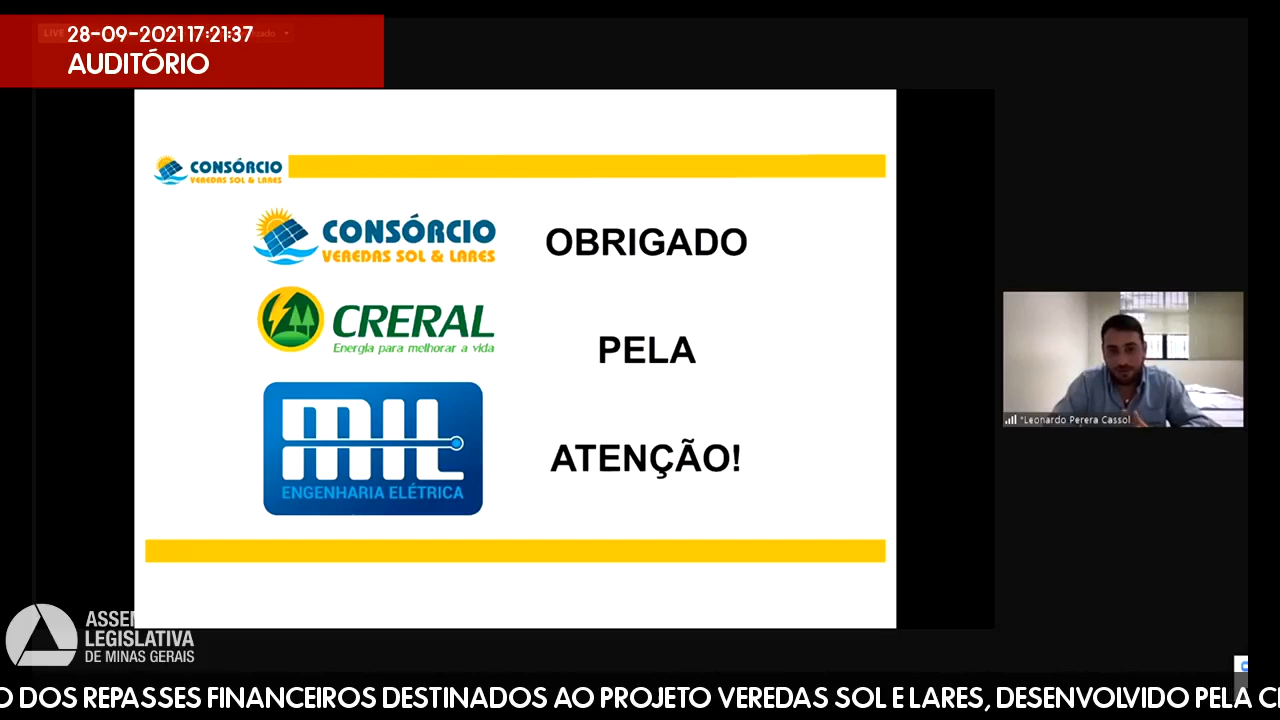 LIVE
28-09-2021 17:21:37
AUDITÓRIO
CONSÓRCIO
VEREDAS SOL & LARES
CONSÓRCIO
VEREDAS SOL & LARES
OBRIGADO
CRERAL
Energia para melhorar a vida
PELA
MIL
ENGENHARIA ELÉTRICA
ATENÇÃO!
*Leonardo Perera Cassol
LEGISLATIVA
DE MINAS GERAIS
DOS REPASSES FINANCEIROS DESTINADOS AO PROJETO VEREDAS SOL E LARES, DESENVOLVIDO PELA